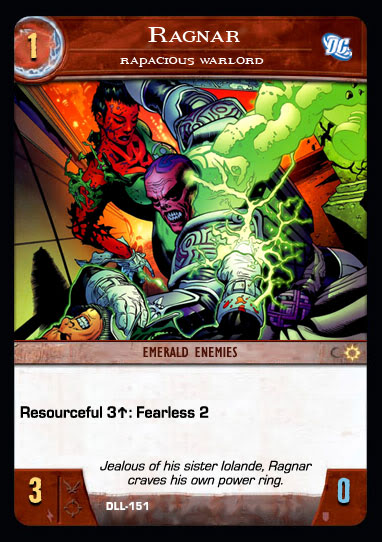 1
Ragnar
DC
RAPACIOUS WARLORD
EMERALD ENEMIES
Resourceful 3↑: Fearless 2
Jealous of his sister Iolande, Ragnar
craves his own power ring.
3
DLL-151
0